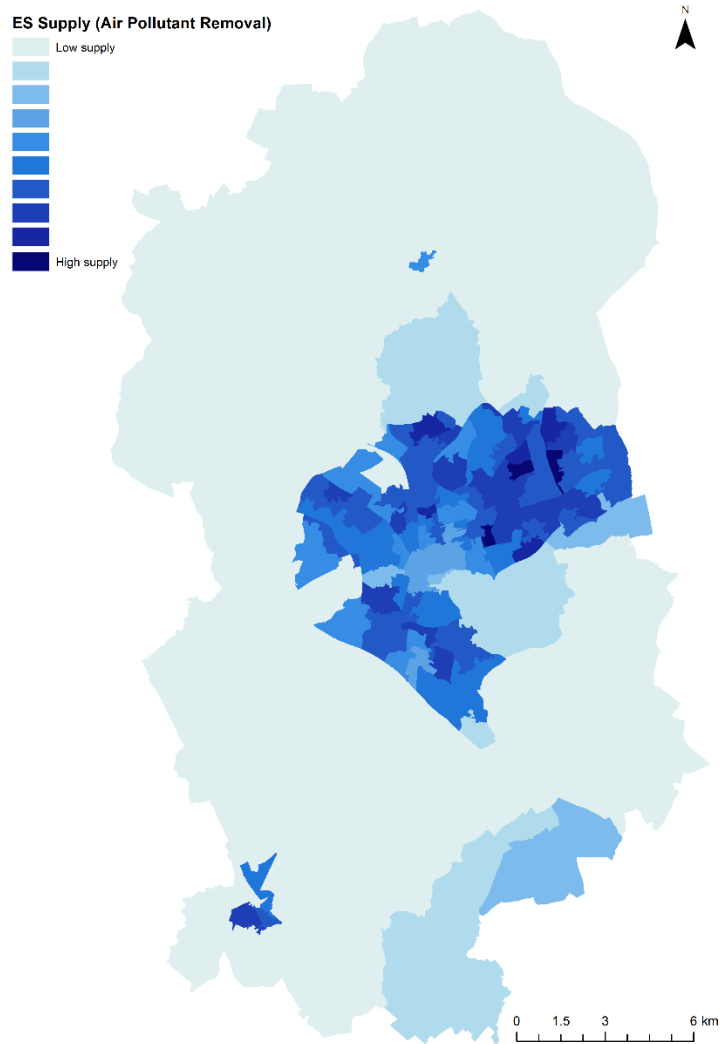 ES Supply (Air Pollutant Removal)
Low supply
High supply
N
0 1.5 3 6 km